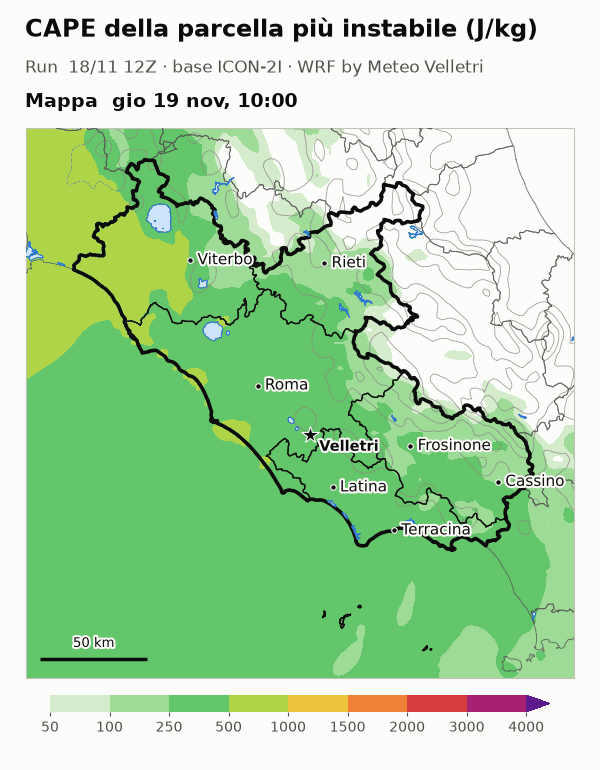 CAPE della parcella più instabile (J/kg)
Run  18/11 12Z · base ICON-2I · WRF by Meteo Velletri
Mappa  gio 19 nov, 10:00
Viterbo
Rieti
Roma
Velletri
Frosinone
Cassino
Latina
Terracina
50 km
50 100 250 500 1000 1500 2000 3000 4000